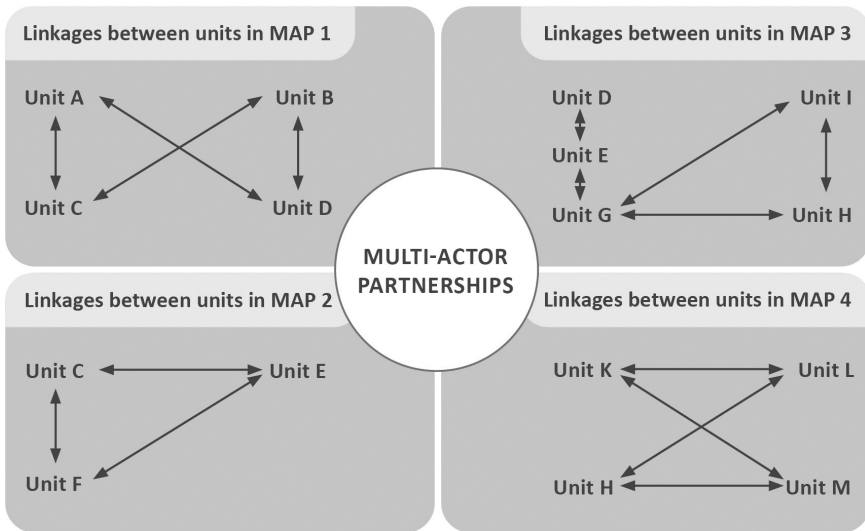 Linkages between units in MAP 1
Unit A
Unit B
Unit C
Unit D
Linkages between units in MAP 3
Unit D
Unit I
Unit E
Unit G
Unit H
MULTI-ACTOR
PARTNERSHIPS
Linkages between units in MAP 2
Unit C
Unit E
Unit F
Linkages between units in MAP 4
Unit K
Unit L
Unit H
Unit M